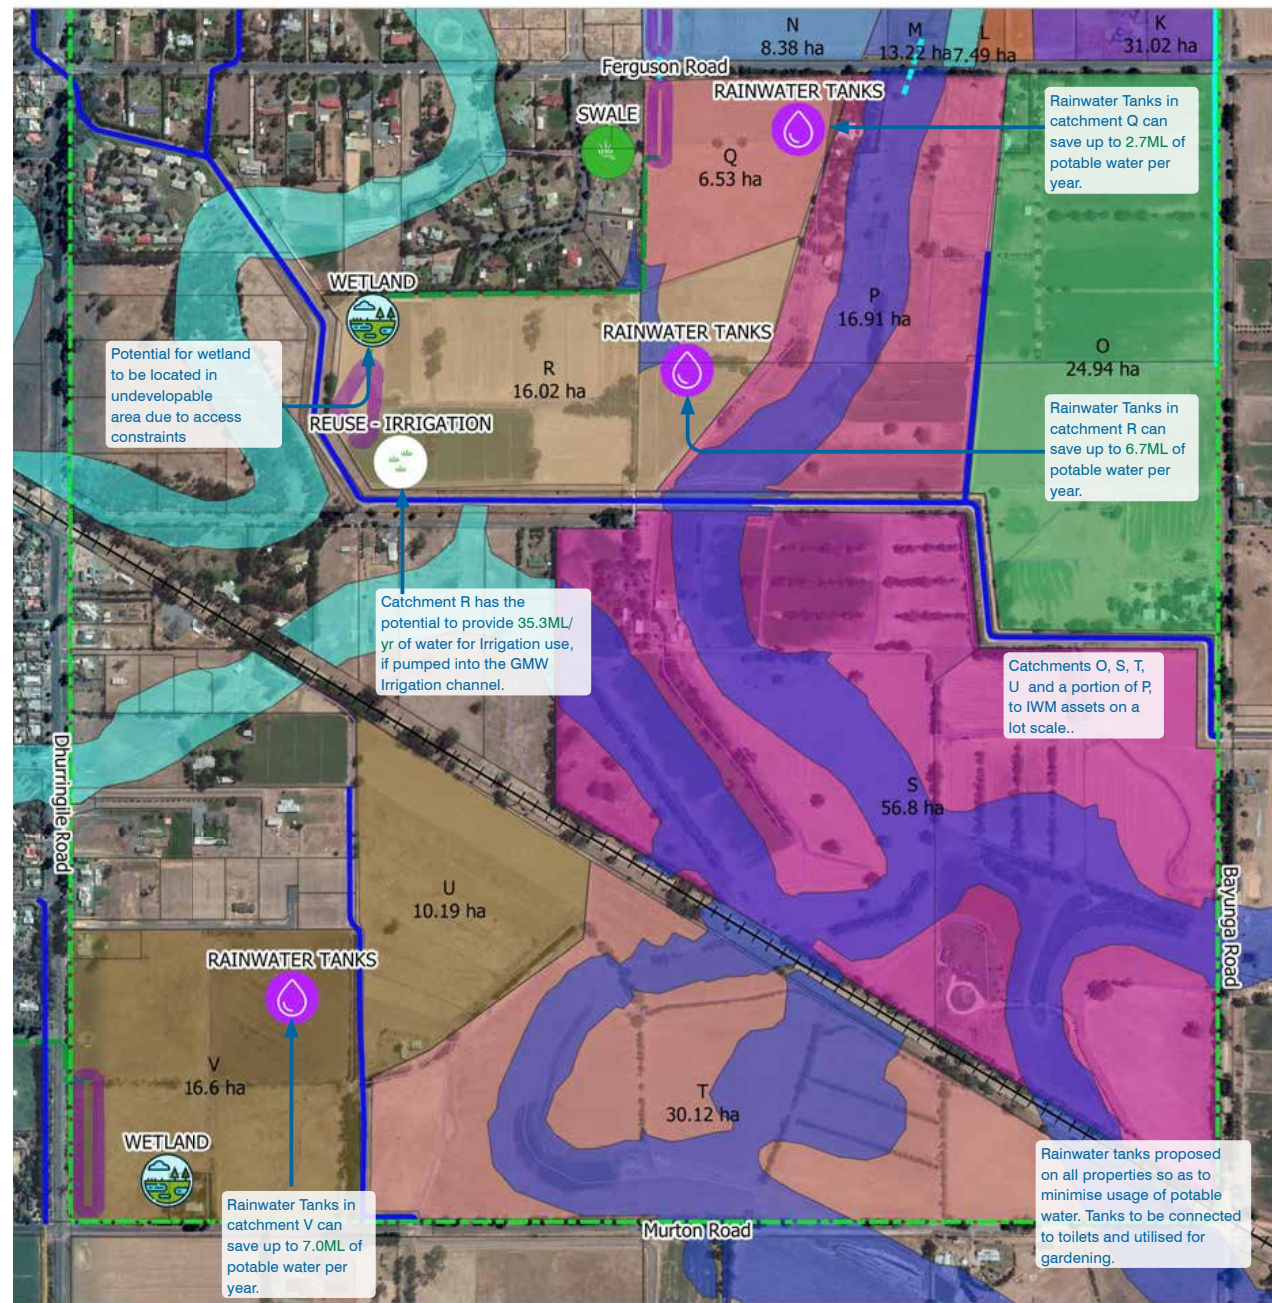 N
8.38 ha
M
13.22 ha
L
7.49 ha
K
31.02 ha
Ferguson Road
RAINWATER TANKS
SWALE
Rainwater Tanks in
catchment Q can
save up to 2.7ML of
potable water per
year.
Q
6.53 ha
WETLAND
P
16.91 ha
RAINWATER TANKS
Potential for wetland
to be located in
undevelopable
area due to access
constraints
R
16.02 ha
O
24.94 ha
Rainwater Tanks in
catchment R can
save up to 6.7ML of
potable water per
year.
REUSE - IRRIGATION
Catchment R has the
potential to provide 35.3ML/
yr of water for Irrigation use,
if pumped into the GMW
Irrigation channel.
Catchments O, S, T,
U and a portion of P,
to IWM assets on a
lot scale..
Dhurringile Road
S
56.8 ha
U
10.19 ha
Bayunga Road
RAINWATER TANKS
V
16.6 ha
T
30.12 ha
WETLAND
Rainwater Tanks in
catchment V can
save up to 7.0ML of
potable water per
year.
Murton Road
Rainwater tanks proposed
on all properties so as to
minimise usage of potable
water. Tanks to be connected
to toilets and utilised for
gardening.